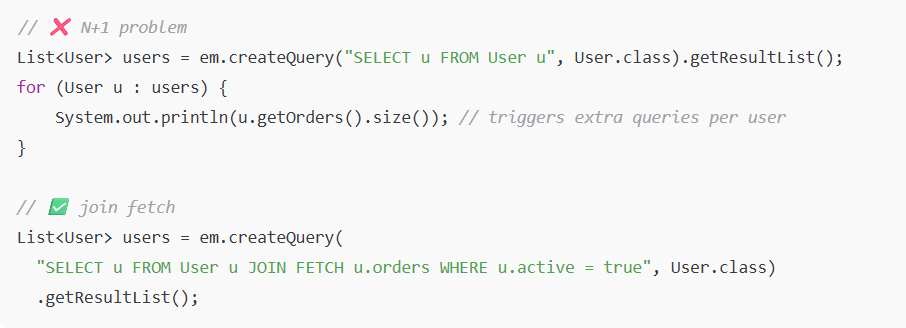 // ❌ N+1 problem
List<User> users = em.createQuery("SELECT u FROM User u", User.class).getResultList();
for (User u : users) {
    System.out.println(u.getOrders().size()); // triggers extra queries per user
}

// ✅ join fetch
List<User> users = em.createQuery(
  "SELECT u FROM User u JOIN FETCH u.orders WHERE u.active = true", User.class)
  .getResultList();